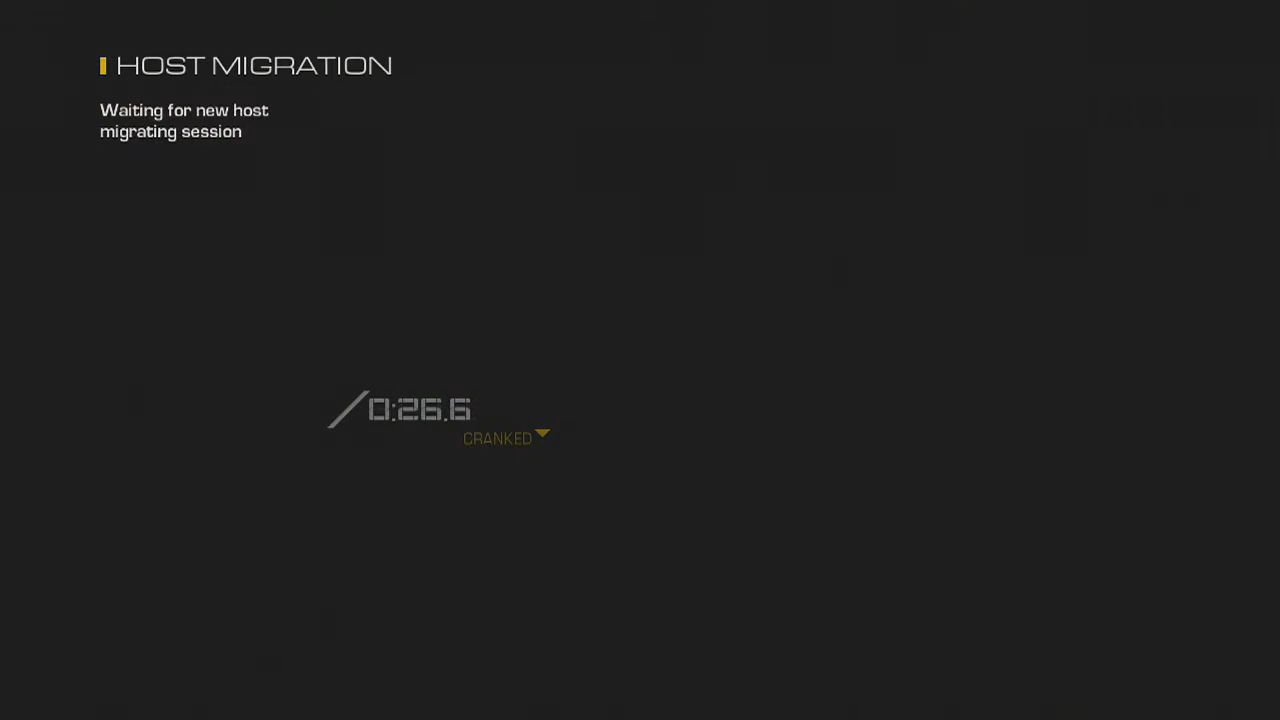 HOST MIGRATION
Waiting for new host
migrating session
0:26.6
CRANKED